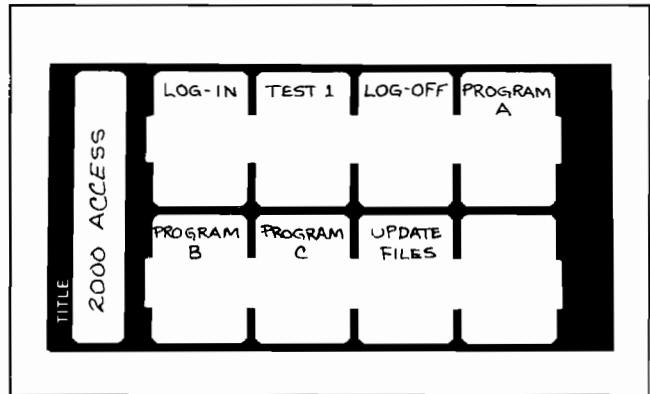 TITLE
2000 ACCESS
LOG-IN
TEST 1
LOG-OFF
PROGRAM
A
PROGRAM
B
PROGRAM
C
UPDATE
FILES